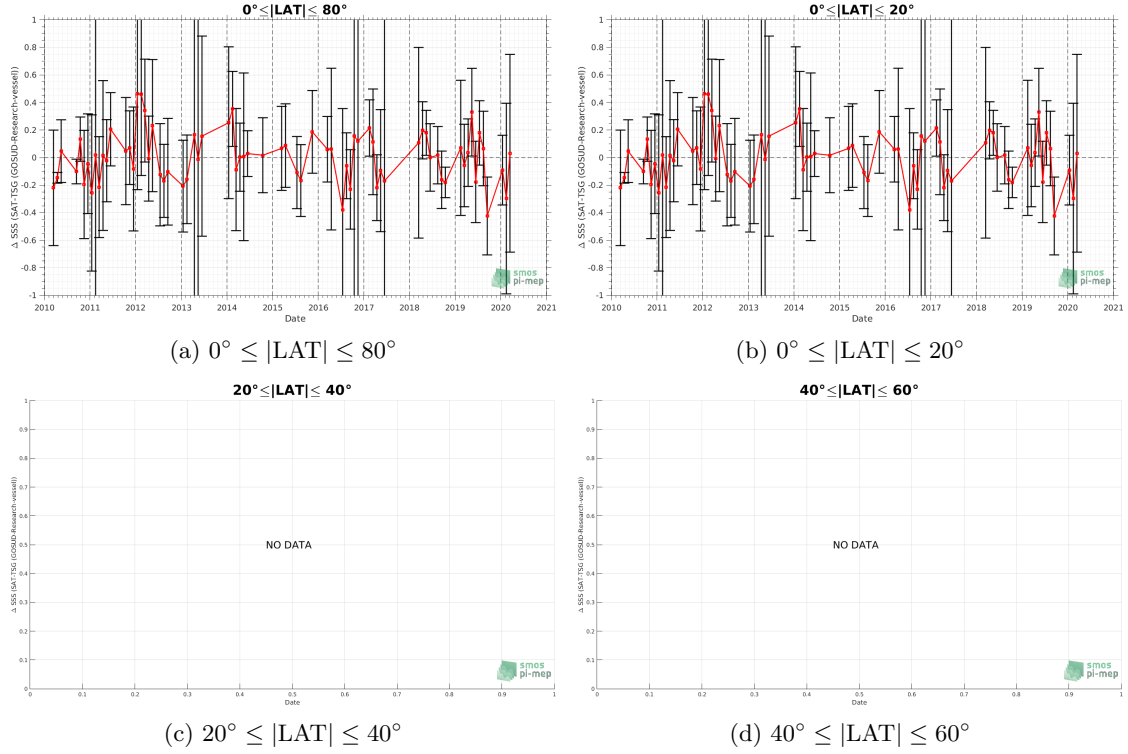 0°≤|LAT|≤ 80°
Δ SSS (SAT-TSG (GOSUD-Research-vessel))
1
0.8
0.6
0.4
0.2
0
-0.2
-0.4
-0.6
-0.8
-1
2010 2011 2012 2013 2014 2015 2016 2017 2018 2019 2020 2021
Date
smos
pi-mep
(a) 0° ≤ |LAT| ≤ 80°
0°≤|LAT|≤ 20°
Δ SSS (SAT-TSG (GOSUD-Research-vessel))
1
0.8
0.6
0.4
0.2
0
-0.2
-0.4
-0.6
-0.8
-1
2010 2011 2012 2013 2014 2015 2016 2017 2018 2019 2020 2021
Date
smos
pi-mep
(b) 0° ≤ |LAT| ≤ 20°
20°≤|LAT|≤ 40°
Δ SSS (SAT-TSG (GOSUD-Research-vessel))
1
0.9
0.8
0.7
0.6
0.5
0.4
0.3
0.2
0.1
0
NO DATA
0 0.1 0.2 0.3 0.4 0.5 0.6 0.7 0.8 0.9 1
Date
smos
pi-mep
(c) 20° ≤ |LAT| ≤ 40°
40°≤|LAT|≤ 60°
Δ SSS (SAT-TSG (GOSUD-Research-vessel))
1
0.9
0.8
0.7
0.6
0.5
0.4
0.3
0.2
0.1
0
NO DATA
0 0.1 0.2 0.3 0.4 0.5 0.6 0.7 0.8 0.9 1
Date
smos
pi-mep
(d) 40° ≤ |LAT| ≤ 60°